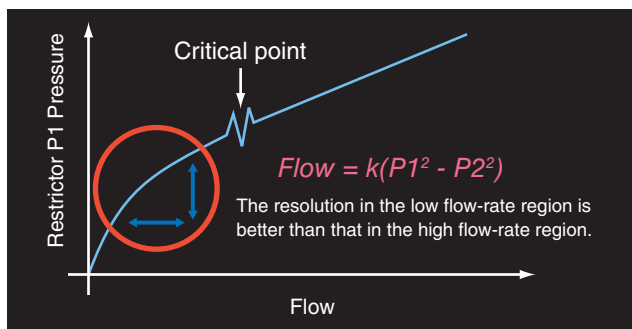 Critical point
Restrictor P1 Pressure
Flow = k(P1² - P2²)
The resolution in the low flow-rate region is
better than that in the high flow-rate region.
Flow